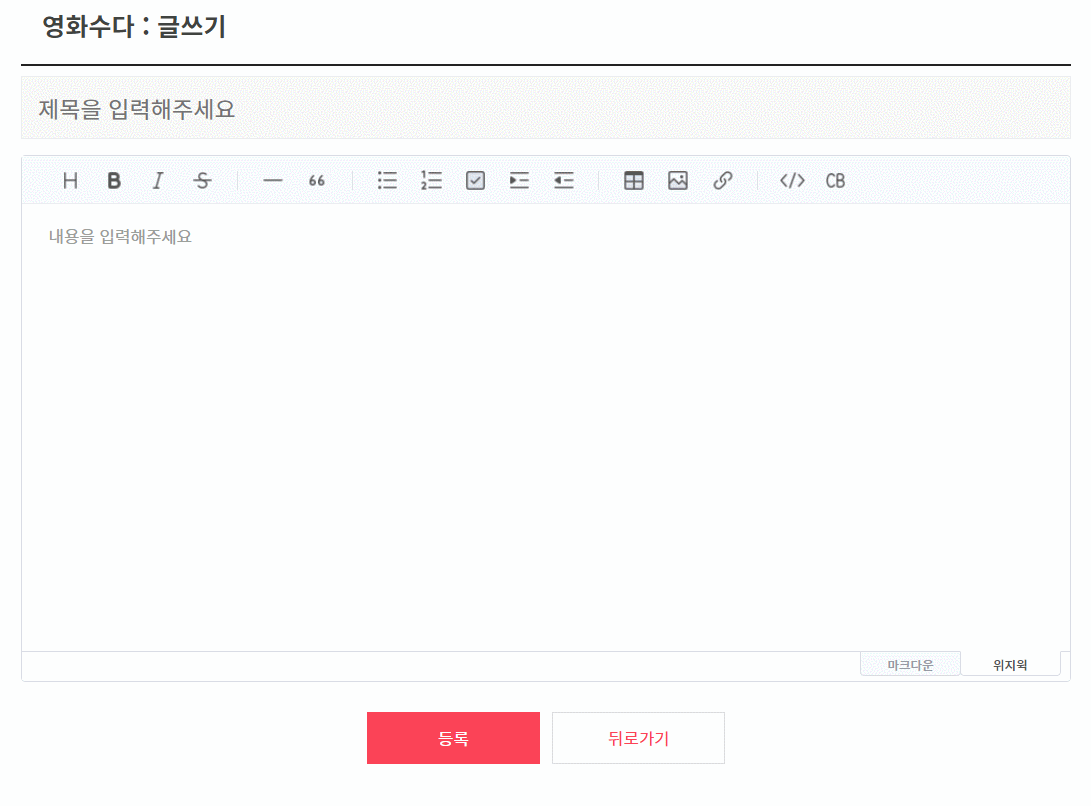 영화수다 : 글쓰기
제목을 입력해주세요
H B I S — 66 </> CB
내용을 입력해주세요
마크다운 위지윅
등록 뒤로가기